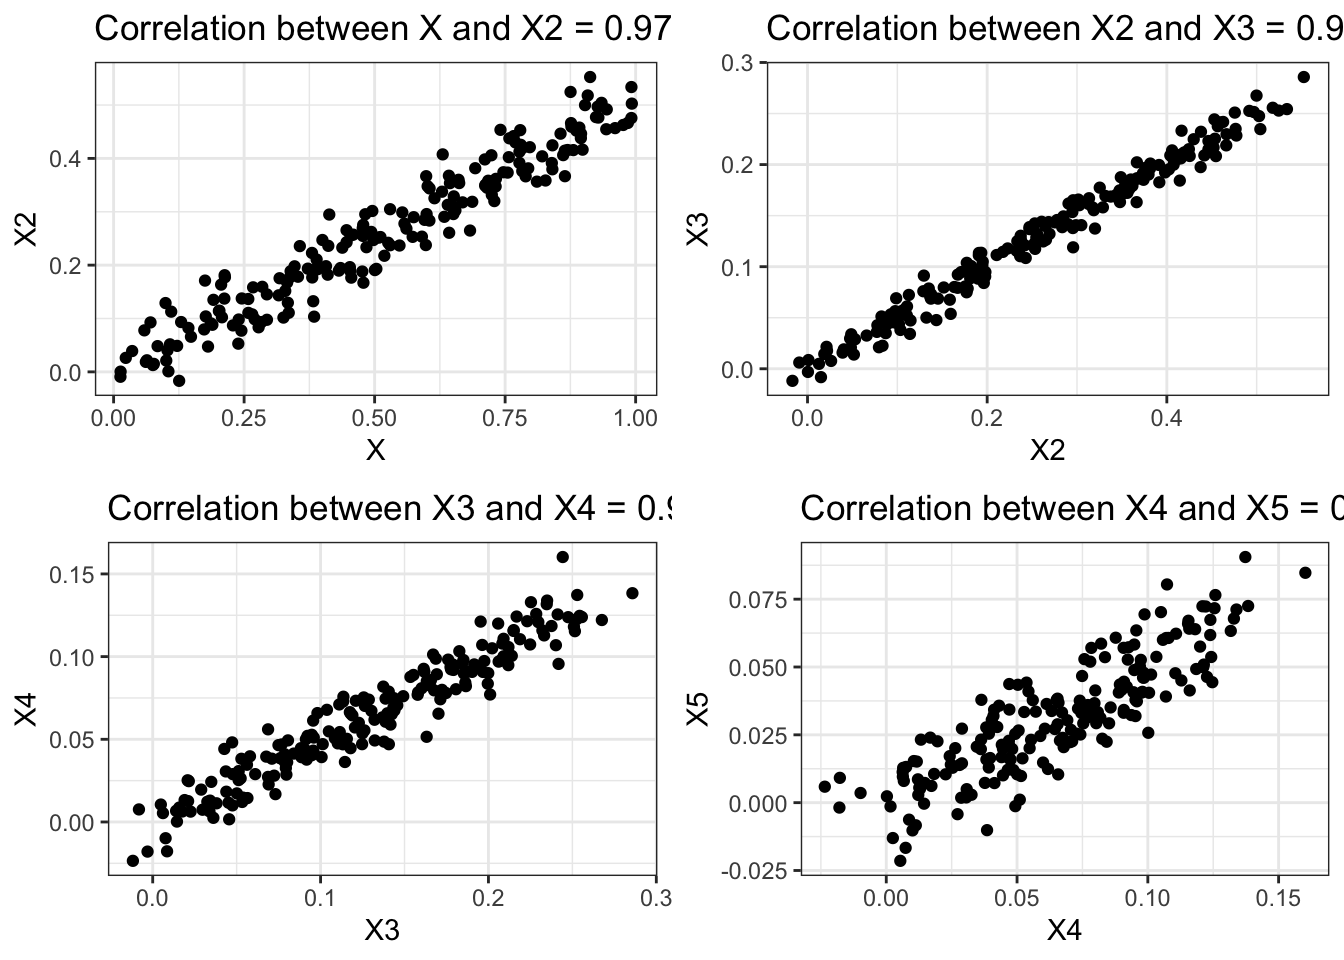 Correlation between X and X2 = 0.97
X2
0.4
0.2
0.0
0.00 0.25 0.50 0.75 1.00
X
Correlation between X2 and X3 = 0.9
X3
0.3
0.2
0.1
0.0
0.0 0.2 0.4
X2
Correlation between X3 and X4 = 0.9
X4
0.15
0.10
0.05
0.00
0.0 0.1 0.2 0.3
X3
Correlation between X4 and X5 = 0
X5
0.075
0.050
0.025
0.000
-0.025
0.00 0.05 0.10 0.15
X4